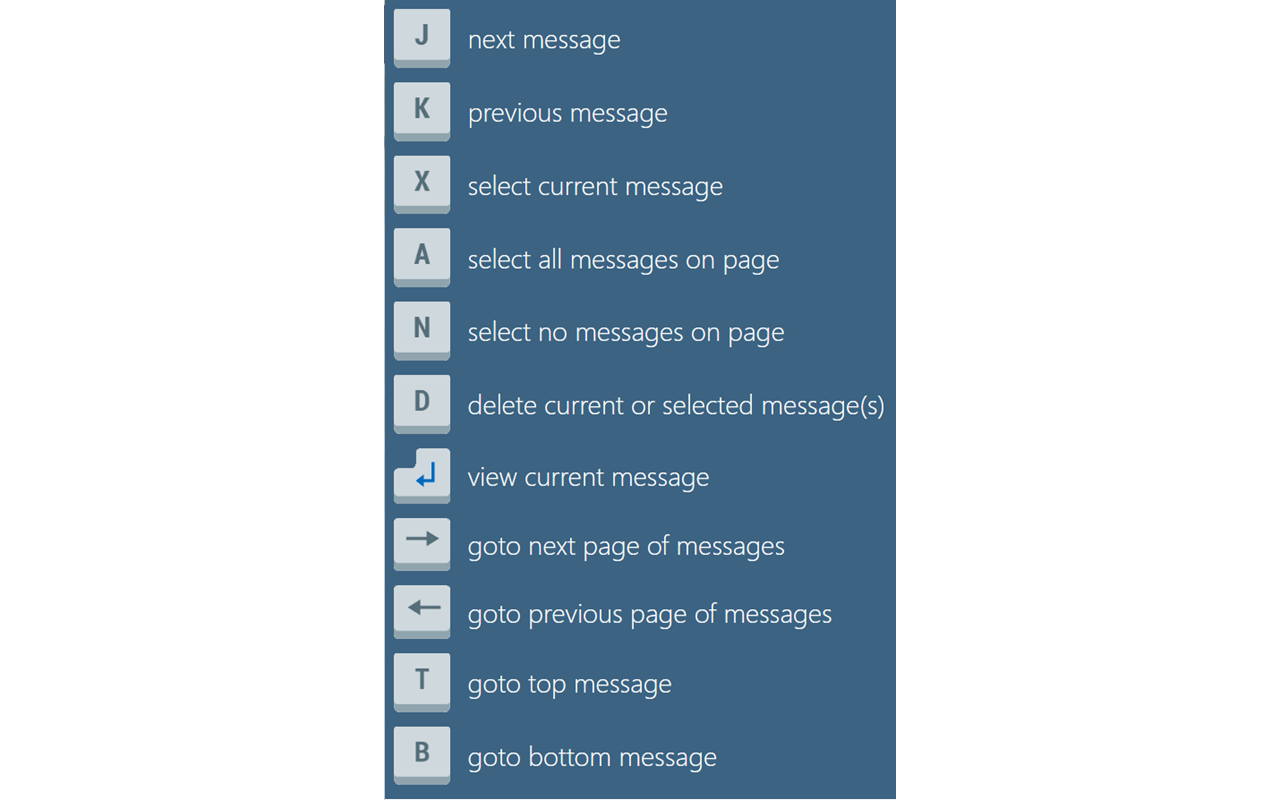 J next message
K previous message
X select current message
A select all messages on page
N select no messages on page
D delete current or selected message(s)
view current message
goto next page of messages
goto previous page of messages
T goto top message
B goto bottom message